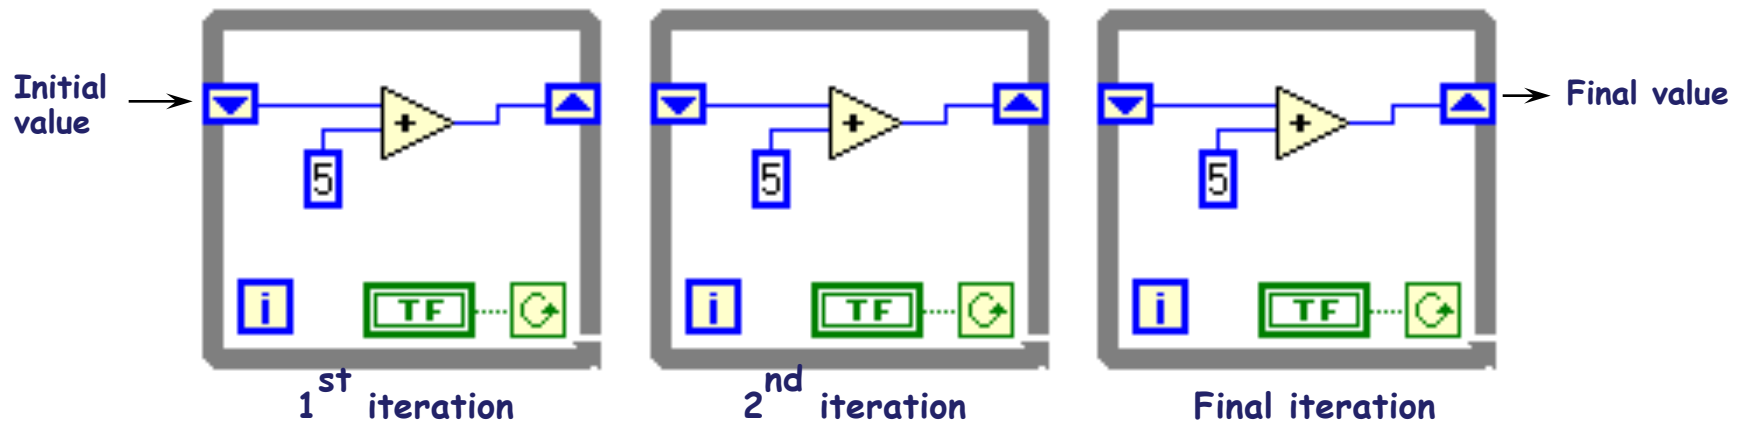 Initial
value
+
5
i
TF
1st iteration
+
5
i
TF
2nd iteration
+
5
i
TF
Final iteration
Final value